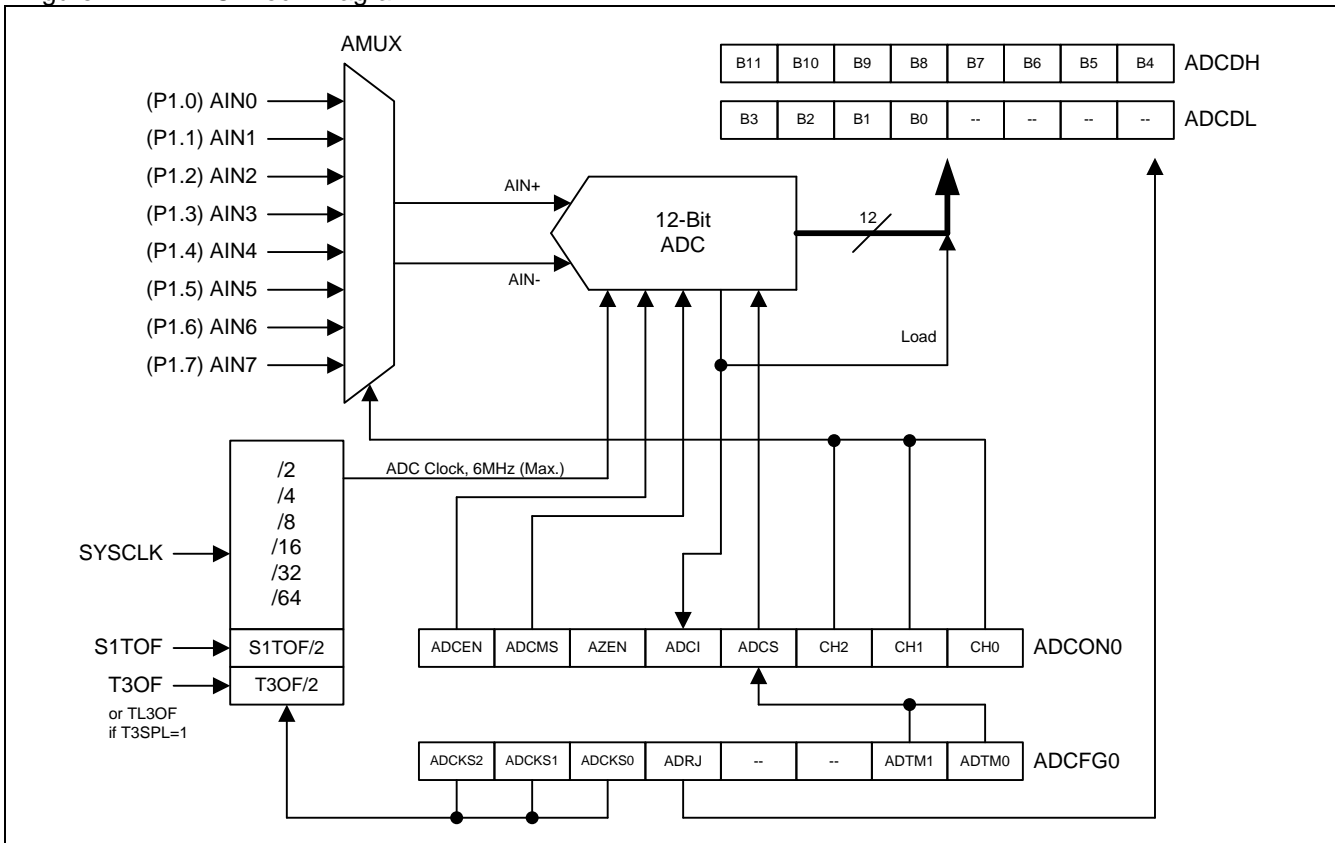 AMUX
B11 B10 B9 B8 B7 B6 B5 B4 ADCDH
B3 B2 B1 B0 -- -- -- -- ADCDL
(P1.0) AIN0
(P1.1) AIN1
(P1.2) AIN2
(P1.3) AIN3
(P1.4) AIN4
(P1.5) AIN5
(P1.6) AIN6
(P1.7) AIN7
AIN+
AIN-
12-Bit
ADC
12
Load
ADC Clock, 6MHz (Max.)
/2
/4
/8
/16
/32
/64
SYSCLK
S1TOF
S1TOF/2
T3OF
T3OF/2
or TL3OF
if T3SPL=1
ADCEN ADCMS AZEN ADCI ADCS CH2 CH1 CH0 ADCON0
ADCKS2 ADCKS1 ADCKS0 ADRJ -- -- ADTM1 ADTM0 ADCFG0